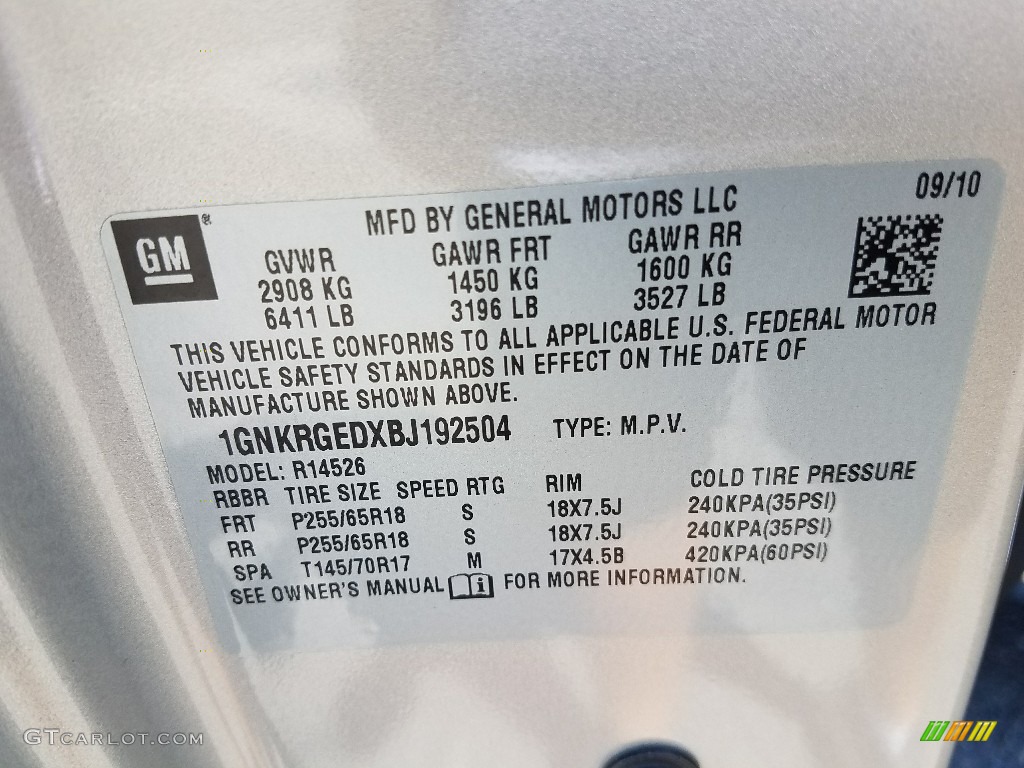 09/10
MFD BY GENERAL MOTORS LLC
GM®
GVWR GAWR FRT GAWR RR
2908 KG 1450 KG 1600 KG
6411 LB 3196 LB 3527 LB
THIS VEHICLE CONFORMS TO ALL APPLICABLE U.S. FEDERAL MOTOR
VEHICLE SAFETY STANDARDS IN EFFECT ON THE DATE OF
MANUFACTURE SHOWN ABOVE.
1GNKRGEDXBJ192504 TYPE: M.P.V.
MODEL: R14526
RBBR TIRE SIZE SPEED RTG RIM COLD TIRE PRESSURE
FRT P255/65R18 S 18X7.5J 240KPA(35PSI)
RR P255/65R18 S 18X7.5J 240KPA(35PSI)
SPA T145/70R17 M 17X4.5B 420KPA(60PSI)
SEE OWNER'S MANUAL FOR MORE INFORMATION.
GTCARLOT.COM